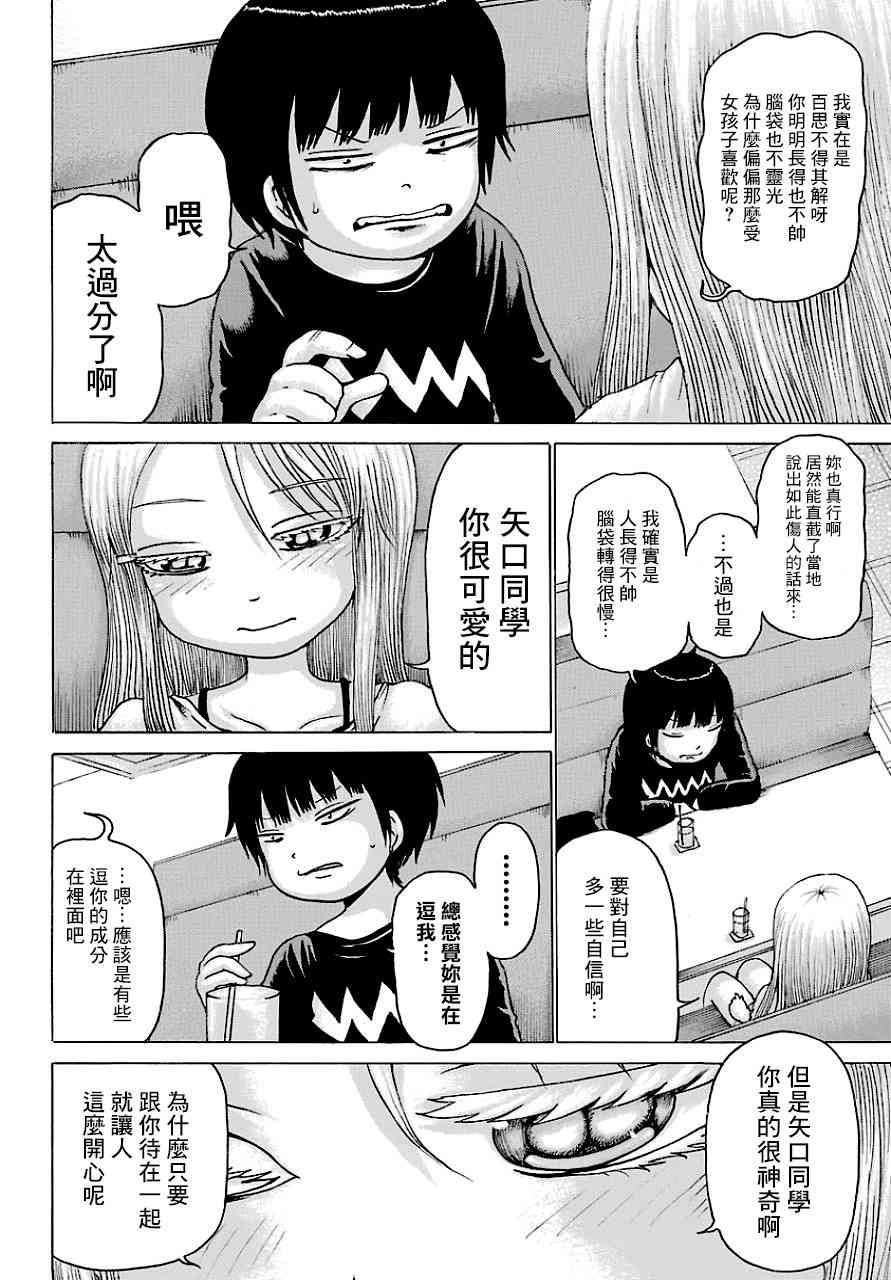 我實在是
百思不得其解呀
你明明長得也不帥
腦袋也不靈光
為什麼偏偏那麼受
女孩子喜歡呢？
喂
太過分了啊
妳也真行啊
居然能直截了當地
說出如此傷人的話來…
…不過也是
我確實是
人長得不帥
腦袋轉得很慢…
要對自己
多一些自信啊…
矢口同學
你很可愛的
………
總感覺妳是在
逗我…
…嗯…應該是有些
逗你的成分
在裡面吧
但是矢口同學
你真的很神奇啊
為什麼只要
跟你待在一起
就讓人
這麼開心呢